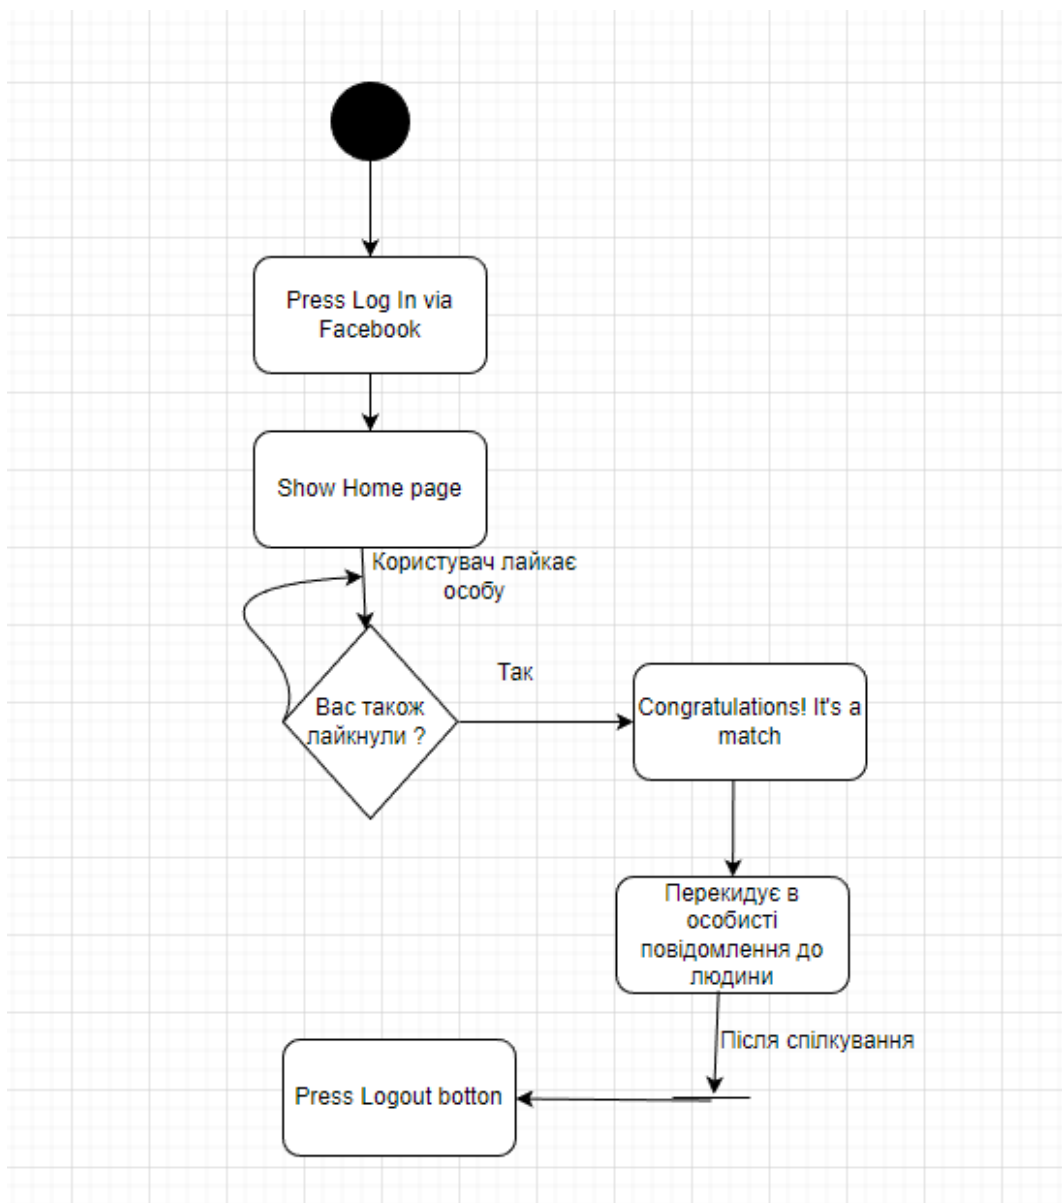 Press Log In via
Facebook
Show Home page
Користувач лайкає
особу
Так
Вас також
лайкнули ?
Congratulations! It's a
match
Перекидує в
особисті
повідомлення до
людини
Після спілкування
Press Logout botton